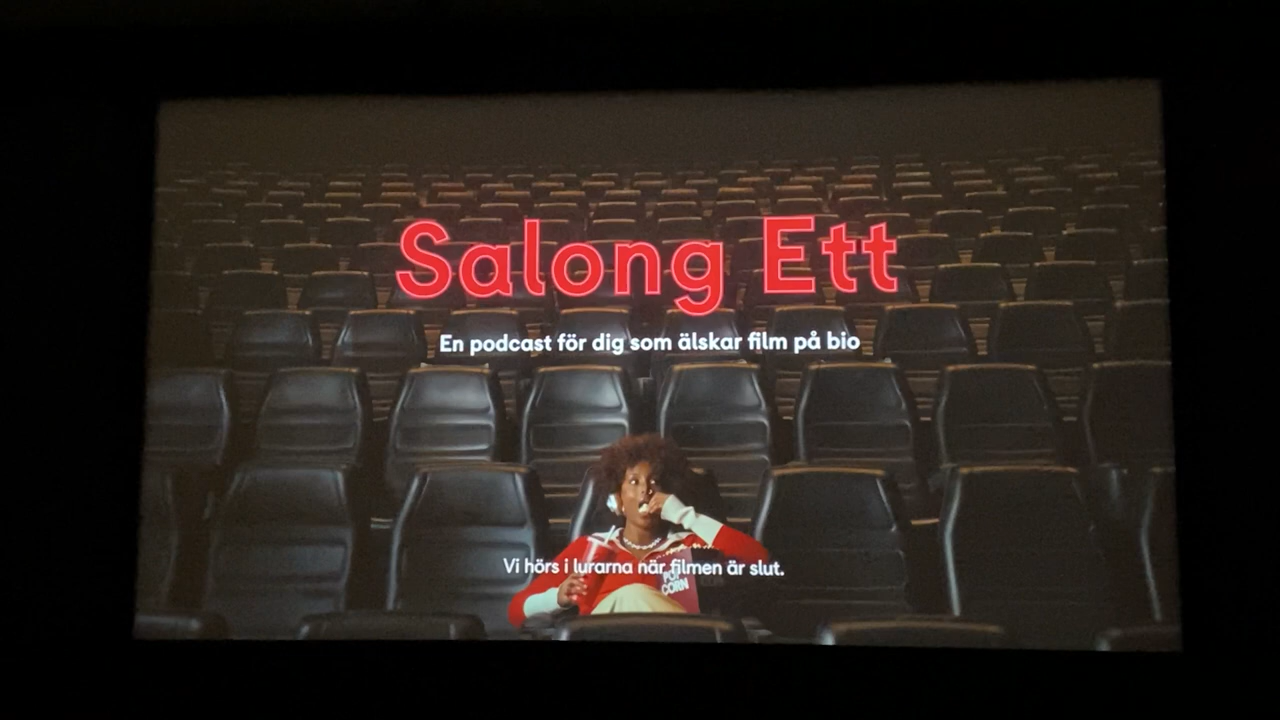 Salong Ett
En podcast för dig som älskar film på bio
Vi hörs i lurarna när filmen är slut.
POP
CORN